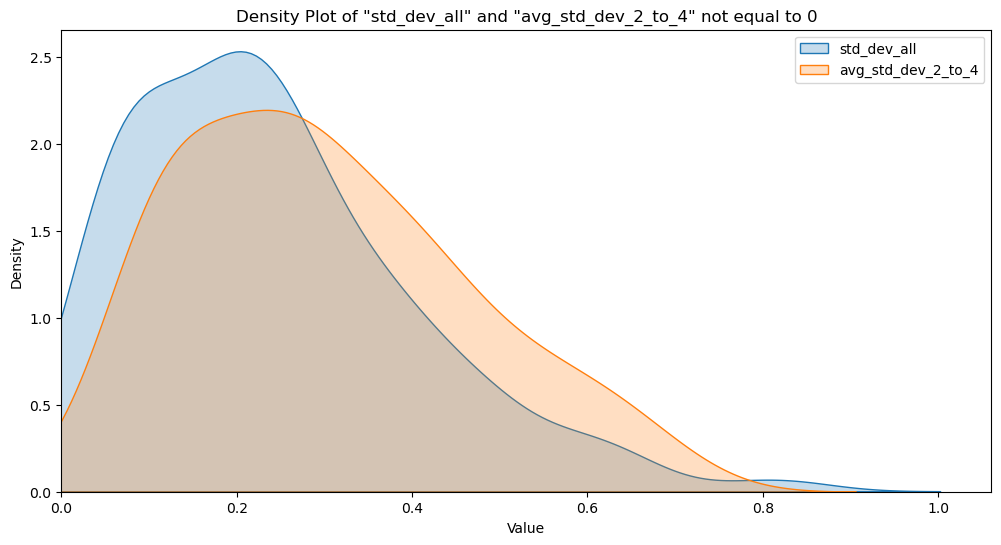 Density Plot of "std_dev_all" and "avg_std_dev_2_to_4" not equal to 0
std_dev_all
avg_std_dev_2_to_4
2.5
2.0
1.5
1.0
0.5
0.0
Density
0.0 0.2 0.4 0.6 0.8 1.0
Value